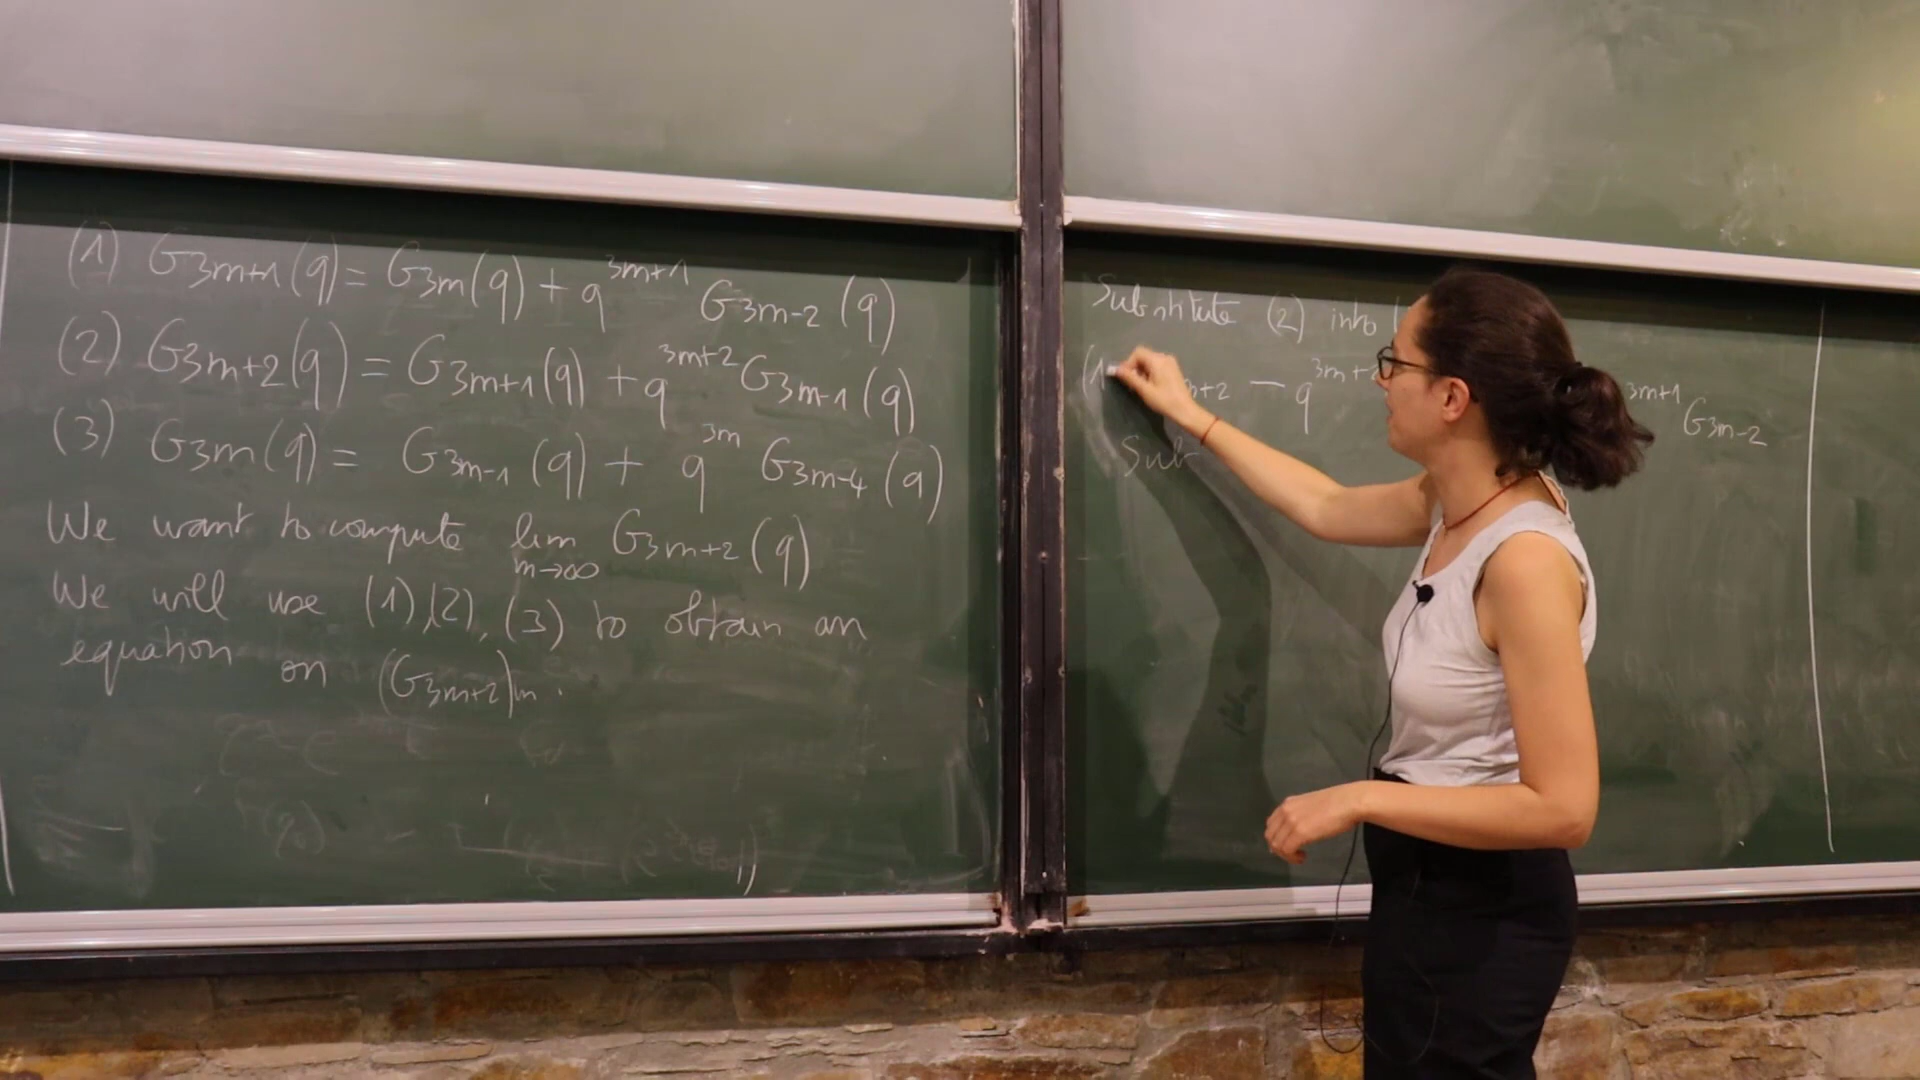 (1) G3m+1(q) = G3m(q) + q^{3m+1} G3m-2(q)
(2) G3m+2(q) = G3m+1(q) + q^{3m+2} G3m-1(q)
(3) G3m(q) = G3m-1(q) + q^{3m} G3m-4(q)
We want to compute lim m→∞ G3m+2(q)
We will use (1),(2),(3) to obtain an
equation on (G3m+2)m.
Substitute (2) into
m+2 - q^{3m+ 3m+1 G3m-2
Sub